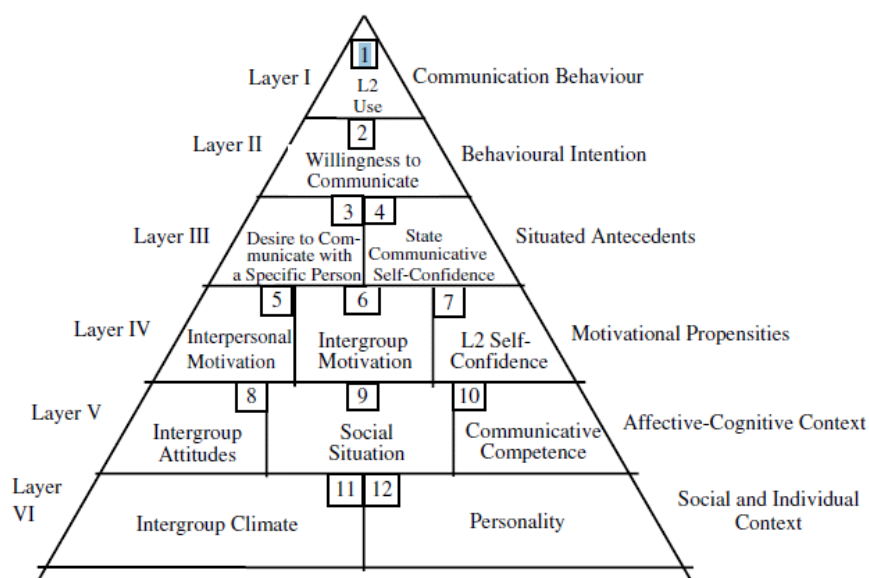 1
Layer I
Communication Behaviour
L2
Use
2
Layer II
Behavioural Intention
Willingness to
Communicate
3 4
Layer III
Situated Antecedents
Desire to Com-
municate with
a Specific Person
State
Communicative
Self-Confidence
5 6 7
Layer IV
Motivational Propensities
Interpersonal
Motivation
Intergroup
Motivation
L2 Self-
Confidence
8 9 10
Layer V
Affective-Cognitive Context
Intergroup
Attitudes
Social
Situation
Communicative
Competence
11 12
Layer
VI
Social and Individual
Context
Intergroup Climate
Personality